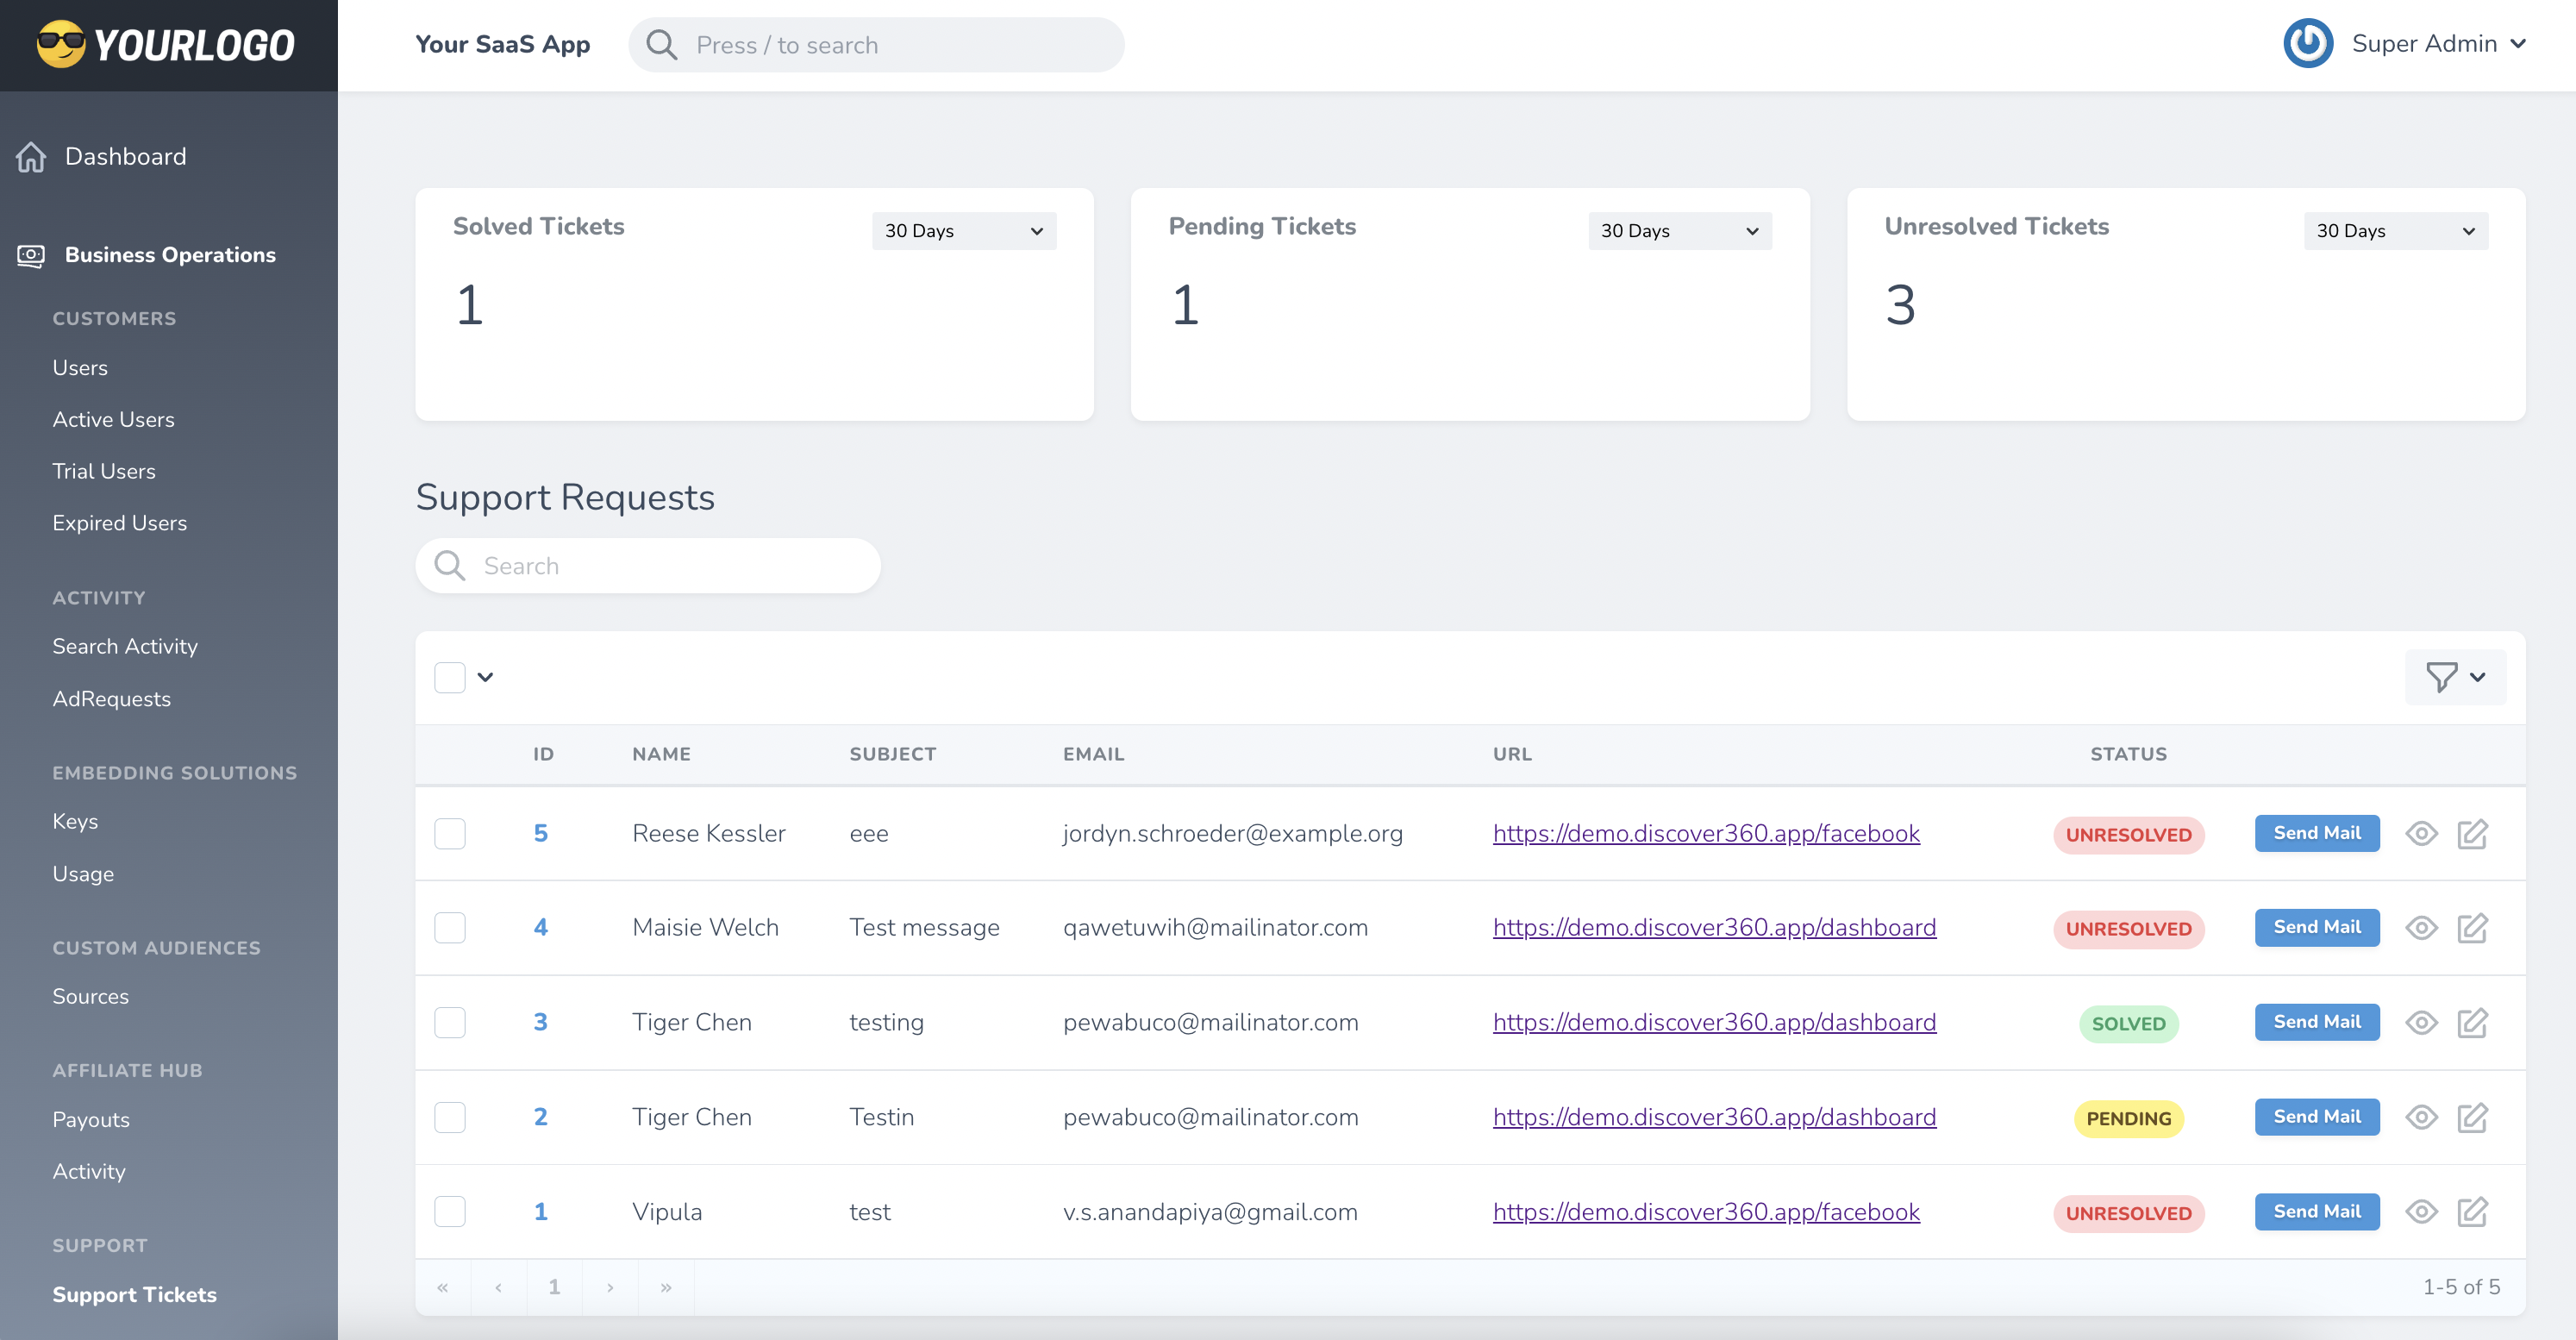 YOURLOGO
Your SaaS App
Press / to search
Super Admin
Dashboard
Business Operations
CUSTOMERS
Users
Active Users
Trial Users
Expired Users
ACTIVITY
Search Activity
AdRequests
EMBEDDING SOLUTIONS
Keys
Usage
CUSTOM AUDIENCES
Sources
AFFILIATE HUB
Payouts
Activity
SUPPORT
Support Tickets
Solved Tickets 30 Days
1
Pending Tickets 30 Days
1
Unresolved Tickets 30 Days
3
Support Requests
Search
ID NAME SUBJECT EMAIL URL STATUS
5 Reese Kessler eee jordyn.schroeder@example.org https://demo.discover360.app/facebook UNRESOLVED Send Mail
4 Maisie Welch Test message qawetuwih@mailinator.com https://demo.discover360.app/dashboard UNRESOLVED Send Mail
3 Tiger Chen testing pewabuco@mailinator.com https://demo.discover360.app/dashboard SOLVED Send Mail
2 Tiger Chen Testin pewabuco@mailinator.com https://demo.discover360.app/dashboard PENDING Send Mail
1 Vipula test v.s.anandapiya@gmail.com https://demo.discover360.app/facebook UNRESOLVED Send Mail
« ‹ 1 › » 1-5 of 5